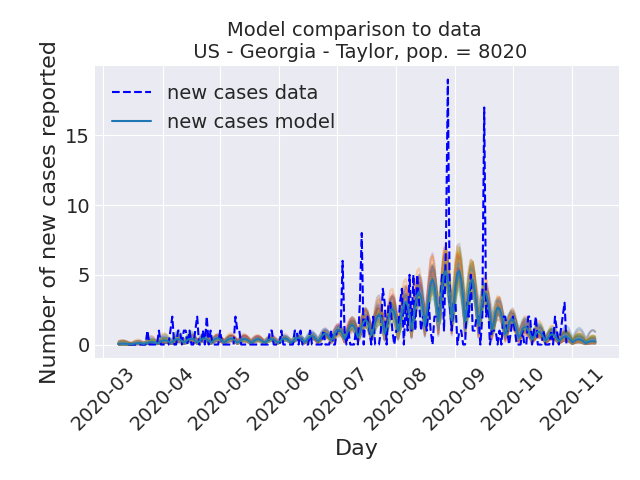 Model comparison to data
US - Georgia - Taylor, pop. = 8020
Number of new cases reported
new cases data
new cases model
15
10
5
0
2020-03
2020-04
2020-05
2020-06
2020-07
2020-08
2020-09
2020-10
2020-11
Day